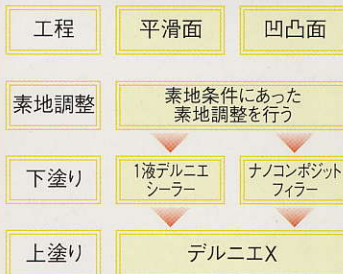 工程 平滑面 凹凸面
素地調整 素地条件にあった
素地調整を行う
下塗り 1液デルニエ
シーラー ナノコンポジット
フィラー
上塗り デルニエX